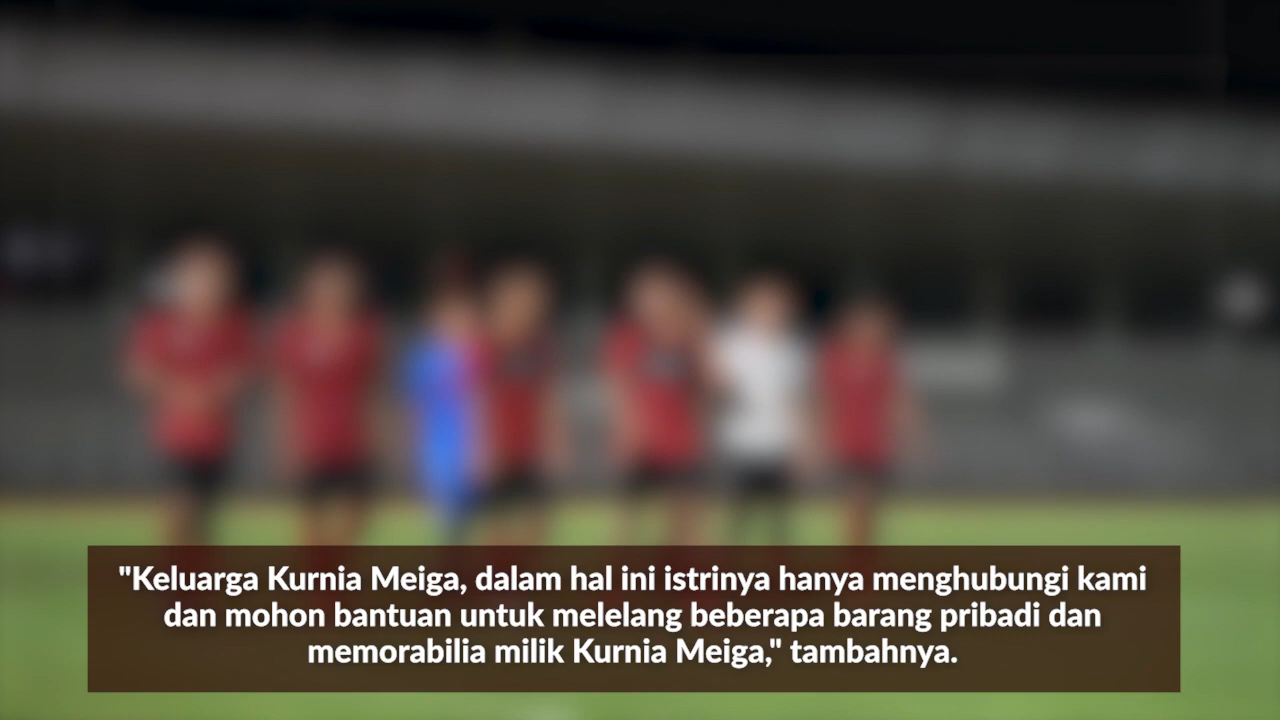 "Keluarga Kurnia Meiga, dalam hal ini istrinya hanya menghubungi kami
dan mohon bantuan untuk melelang beberapa barang pribadi dan
memorabilia milik Kurnia Meiga," tambahnya.